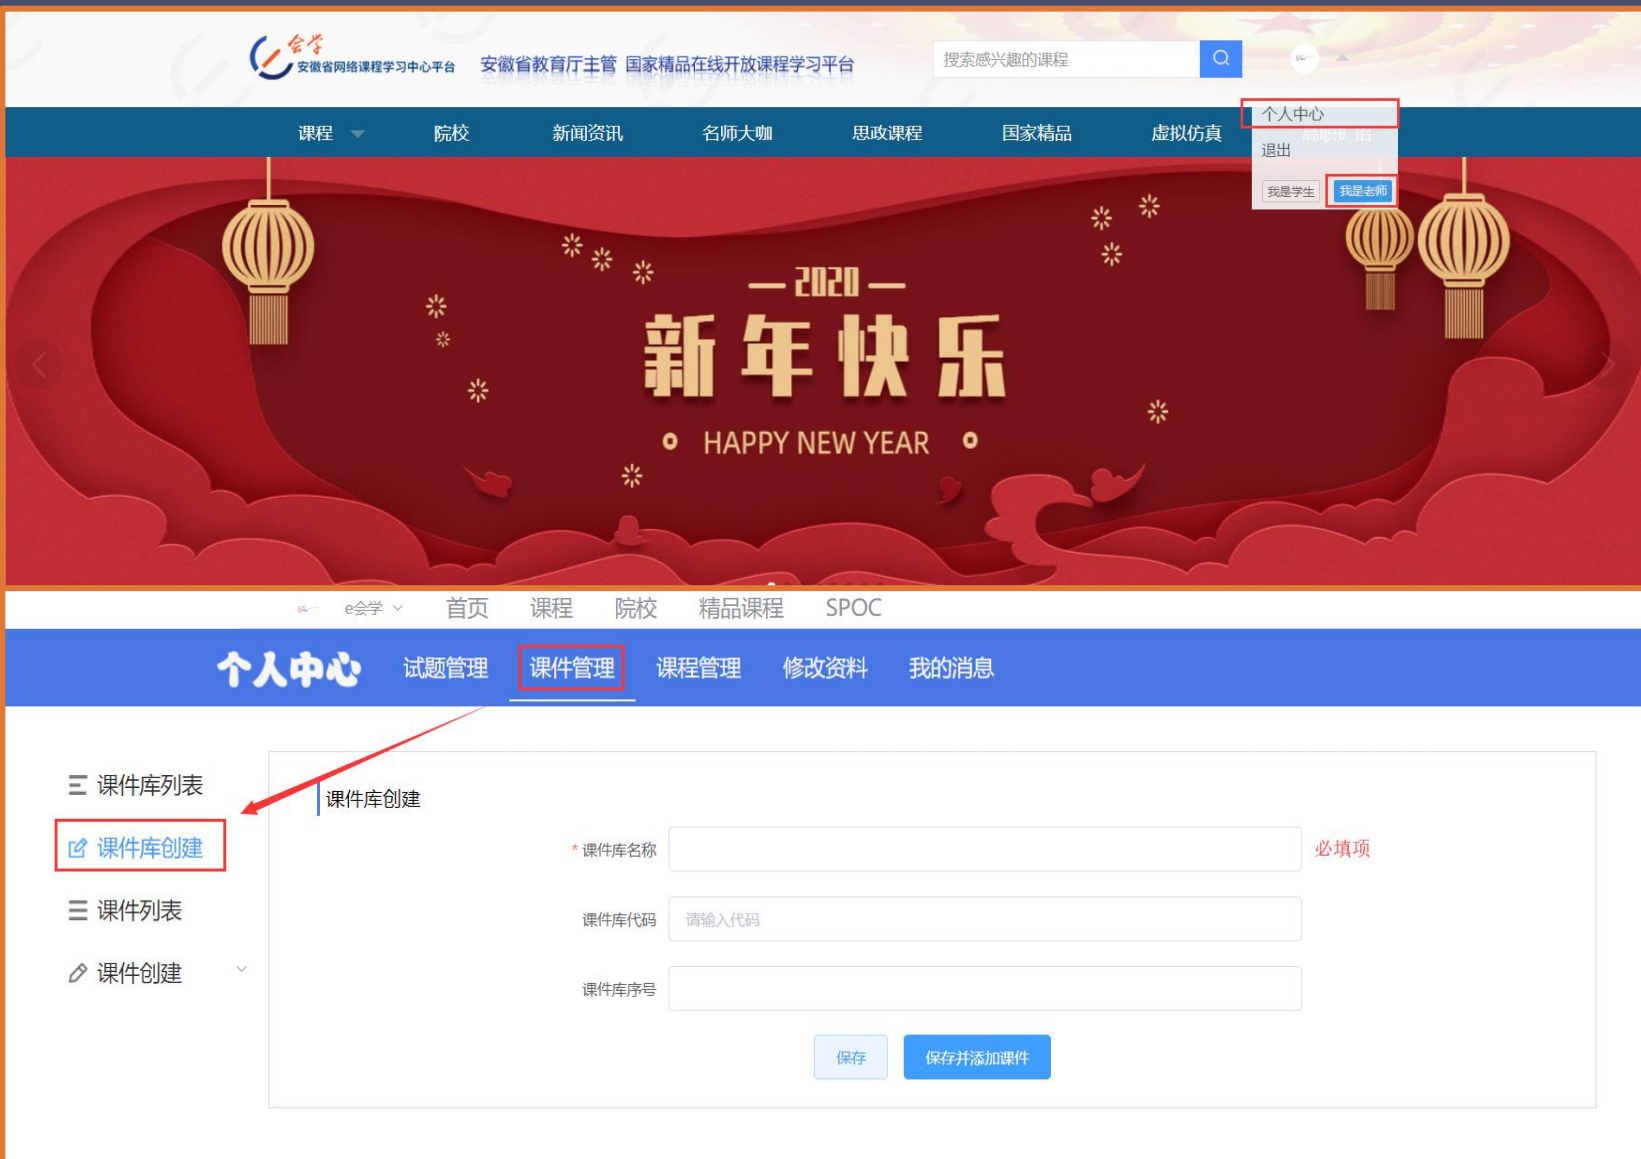 会学
安徽省网络课程学习中心平台
安徽省教育厅主管 国家精品在线开放课程学习平台
搜索感兴趣的课程
个人中心
课程 院校 新闻资讯 名师大咖 思政课程 国家精品 虚拟仿真 高职扩招
退出
我是学生 我是老师
2020
新年快乐
HAPPY NEW YEAR
e会学 首页 课程 院校 精品课程 SPOC
个人中心 试题管理 课件管理 课程管理 修改资料 我的消息
课件库列表
课件库创建
课件列表
课件创建
课件库创建
* 课件库名称 必填项
课件库代码 请输入代码
课件库序号
保存 保存并添加课件